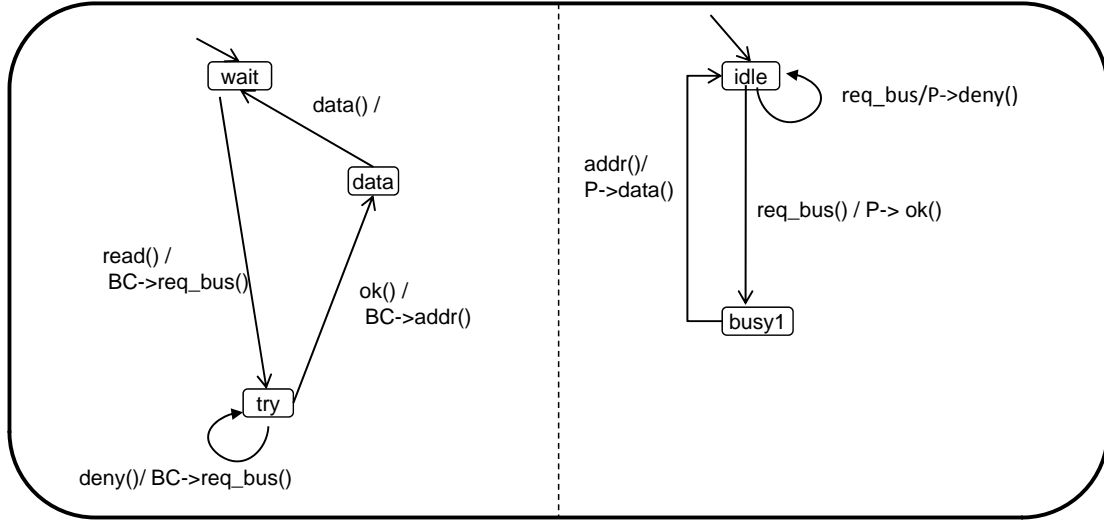 wait
data() /
data
read() /
BC->req_bus()
ok() /
BC->addr()
try
deny()/ BC->req_bus()
idle
req_bus/P->deny()
addr()/
P->data()
req_bus() / P-> ok()
busy1